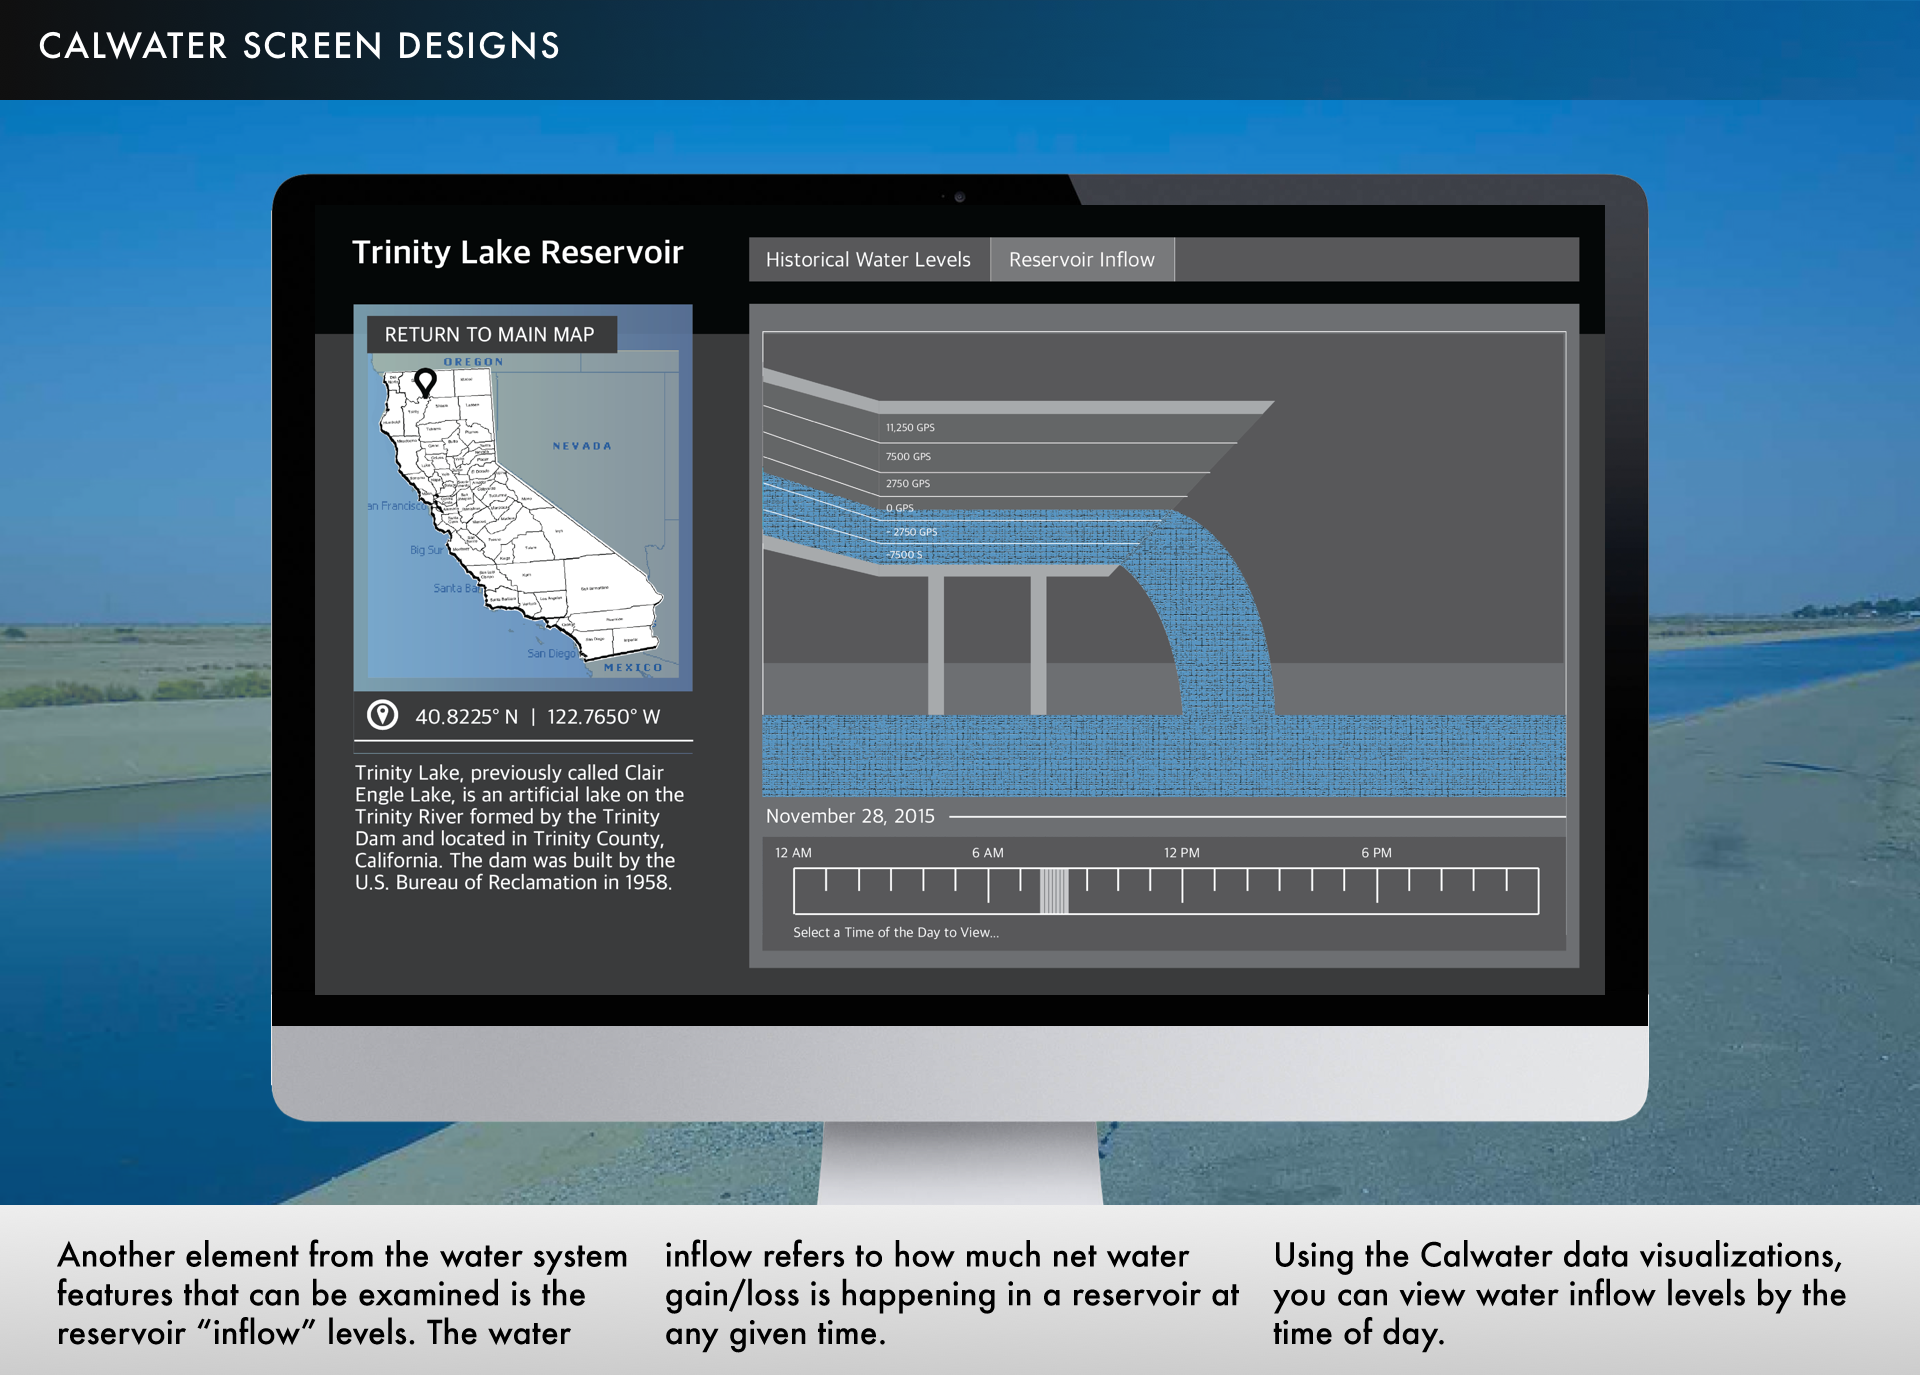 CALWATER SCREEN DESIGNS
Trinity Lake Reservoir
Historical Water Levels
Reservoir Inflow
RETURN TO MAIN MAP
OREGON
NEVADA
an Francisco
Big Sur
Santa Ba
San Diego
MEXICO
40.8225° N | 122.7650° W
Trinity Lake, previously called Clair
Engle Lake, is an artificial lake on the
Trinity River formed by the Trinity
Dam and located in Trinity County,
California. The dam was built by the
U.S. Bureau of Reclamation in 1958.
11,250 GPS
7500 GPS
2750 GPS
0 GPS
- 2750 GPS
-7500 S
November 28, 2015
12 AM
6 AM
12 PM
6 PM
Select a Time of the Day to View...
Another element from the water system
features that can be examined is the
reservoir “inflow” levels. The water
inflow refers to how much net water
gain/loss is happening in a reservoir at
any given time.
Using the Calwater data visualizations,
you can view water inflow levels by the
time of day.